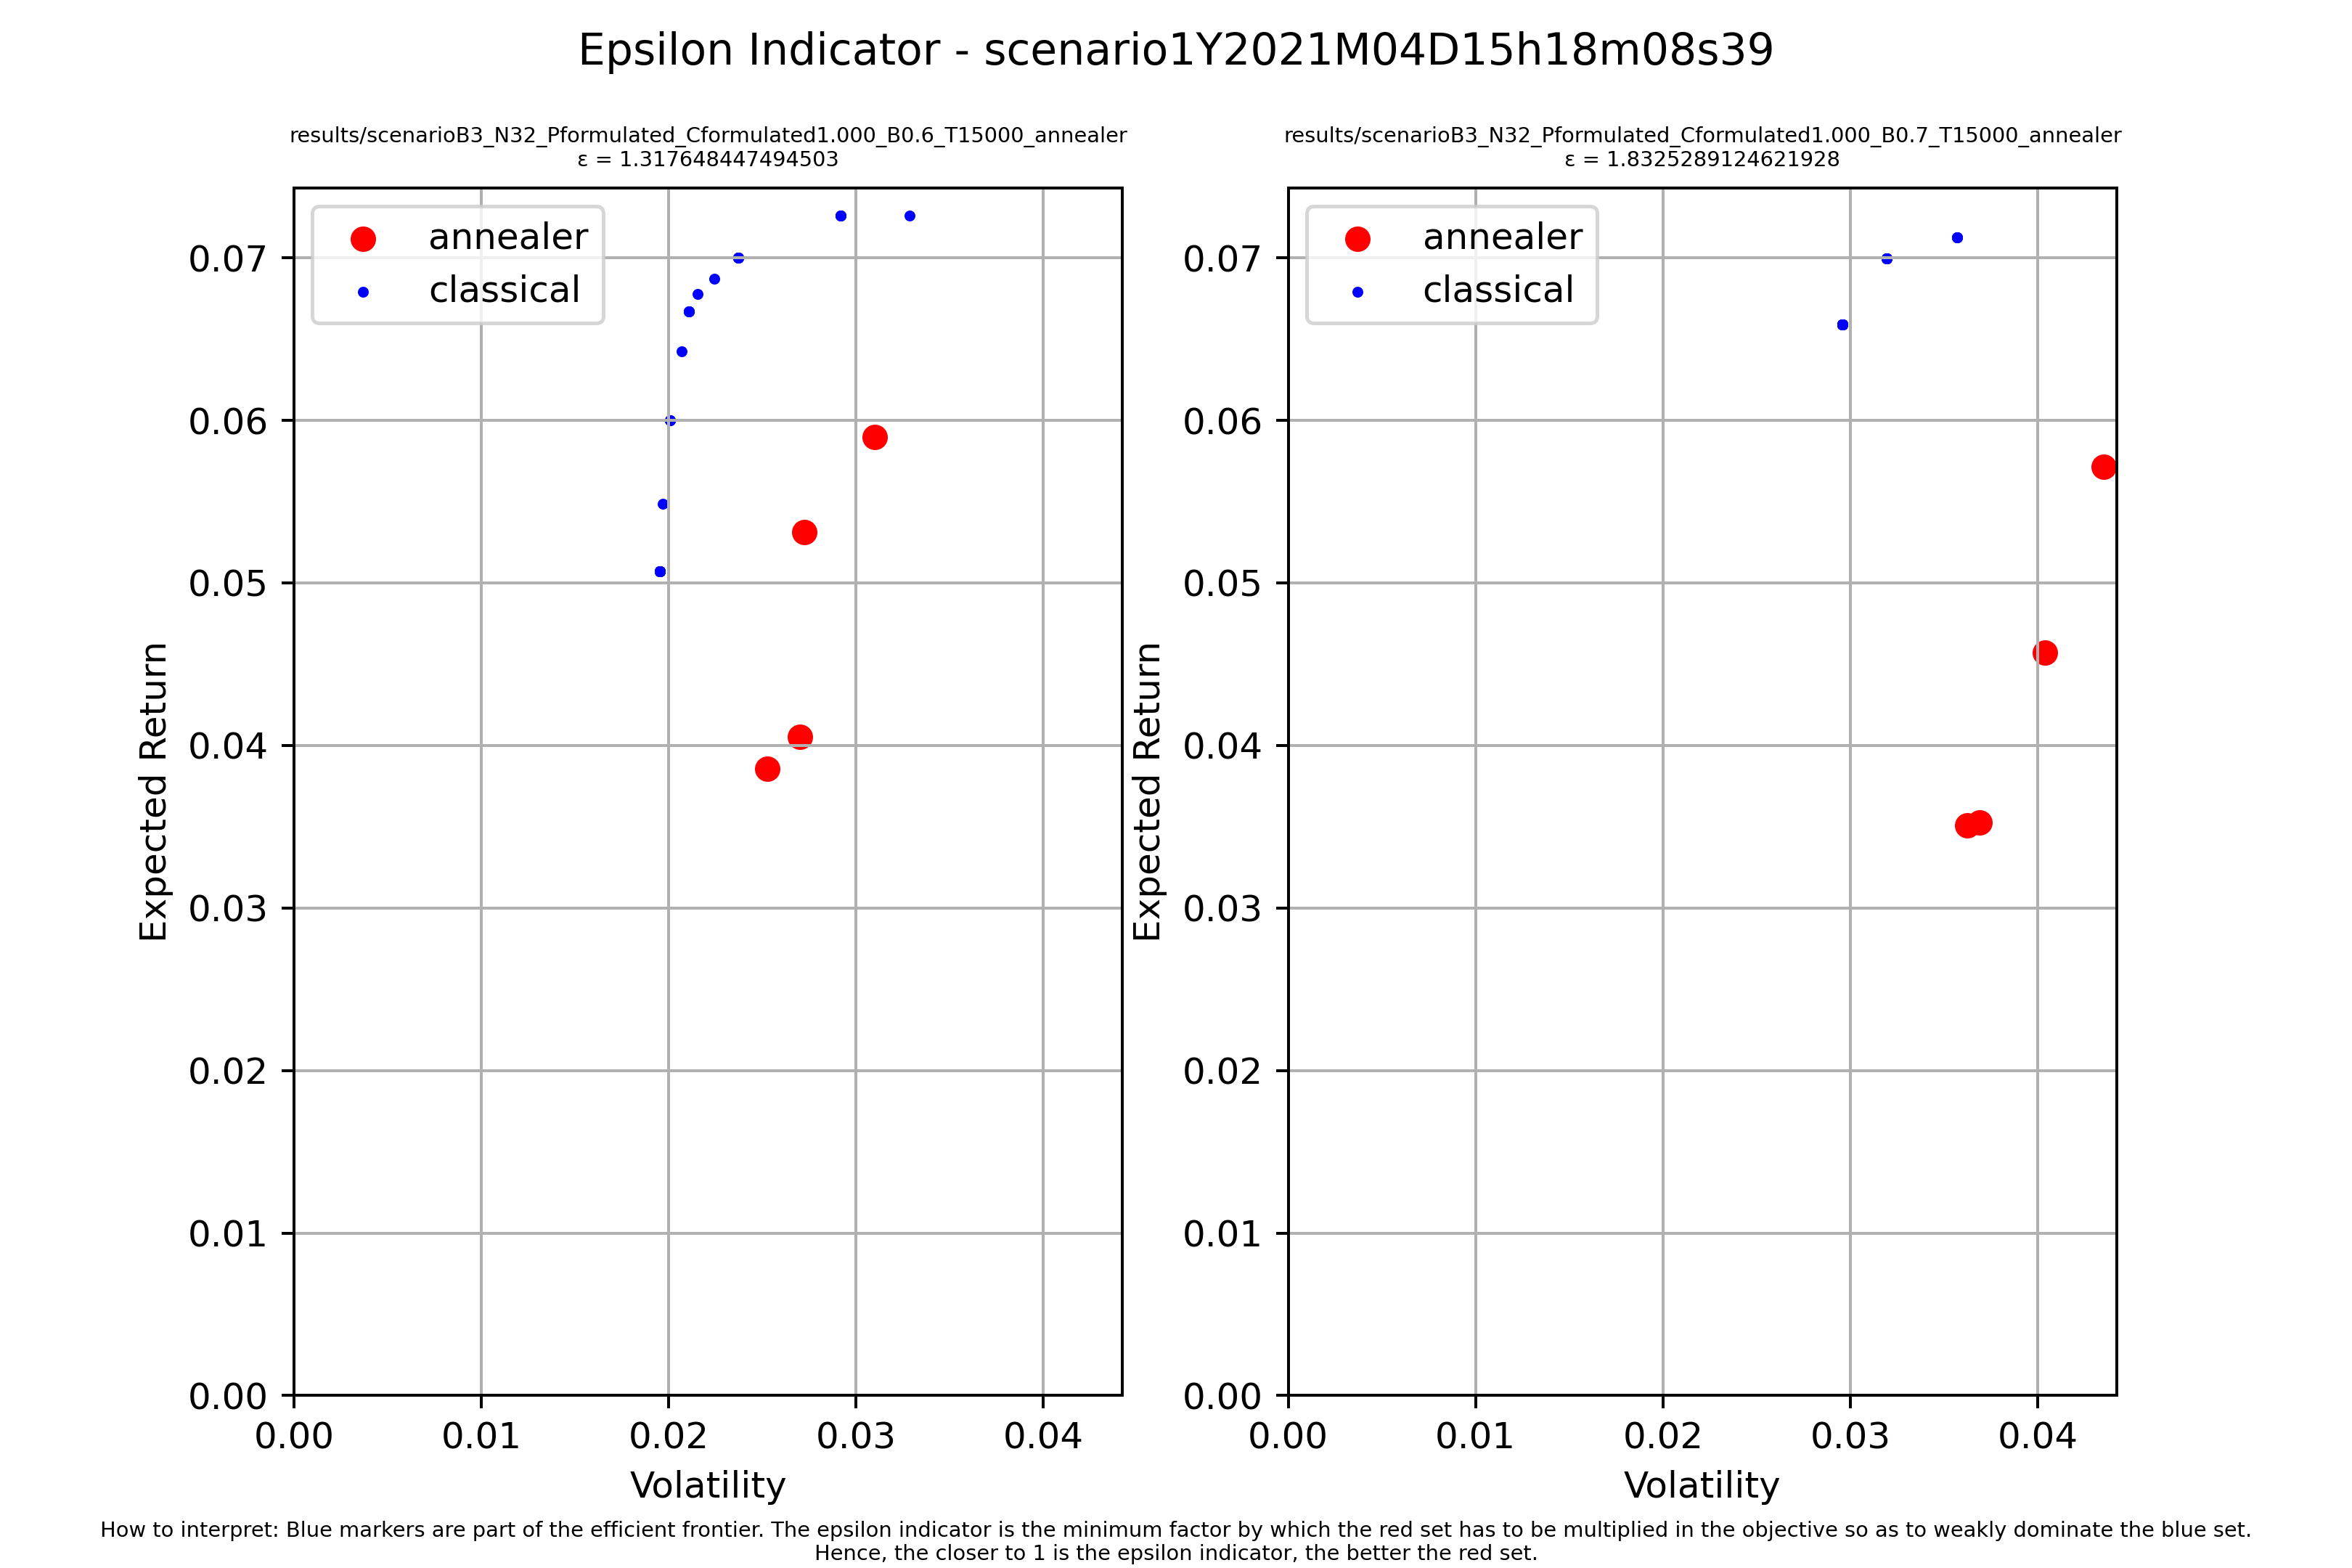 Epsilon Indicator - scenario1Y2021M04D15h18m08s39
results/scenarioB3_N32_Pformulated_Cformulated1.000_B0.6_T15000_annealer
ε = 1.317648447494503
annealer
classical
0.07
0.06
0.05
0.04
0.03
0.02
0.01
0.00
Expected Return
0.00 0.01 0.02 0.03 0.04
Volatility
results/scenarioB3_N32_Pformulated_Cformulated1.000_B0.7_T15000_annealer
ε = 1.8325289124621928
annealer
classical
0.07
0.06
0.05
0.04
0.03
0.02
0.01
0.00
Expected Return
0.00 0.01 0.02 0.03 0.04
Volatility
How to interpret: Blue markers are part of the efficient frontier. The epsilon indicator is the minimum factor by which the red set has to be multiplied in the objective so as to weakly dominate the blue set.
Hence, the closer to 1 is the epsilon indicator, the better the red set.